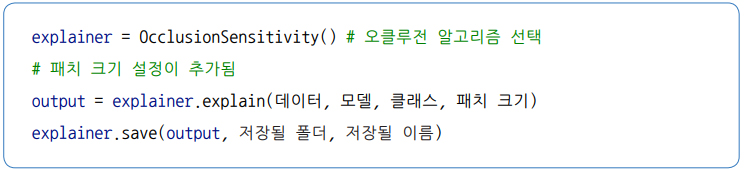 explainer = OcclusionSensitivity() # 오클루전 알고리즘 선택
# 패치 크기 설정이 추가됨
output = explainer.explain(데이터, 모델, 클래스, 패치 크기)
explainer.save(output, 저장될 폴더, 저장될 이름)